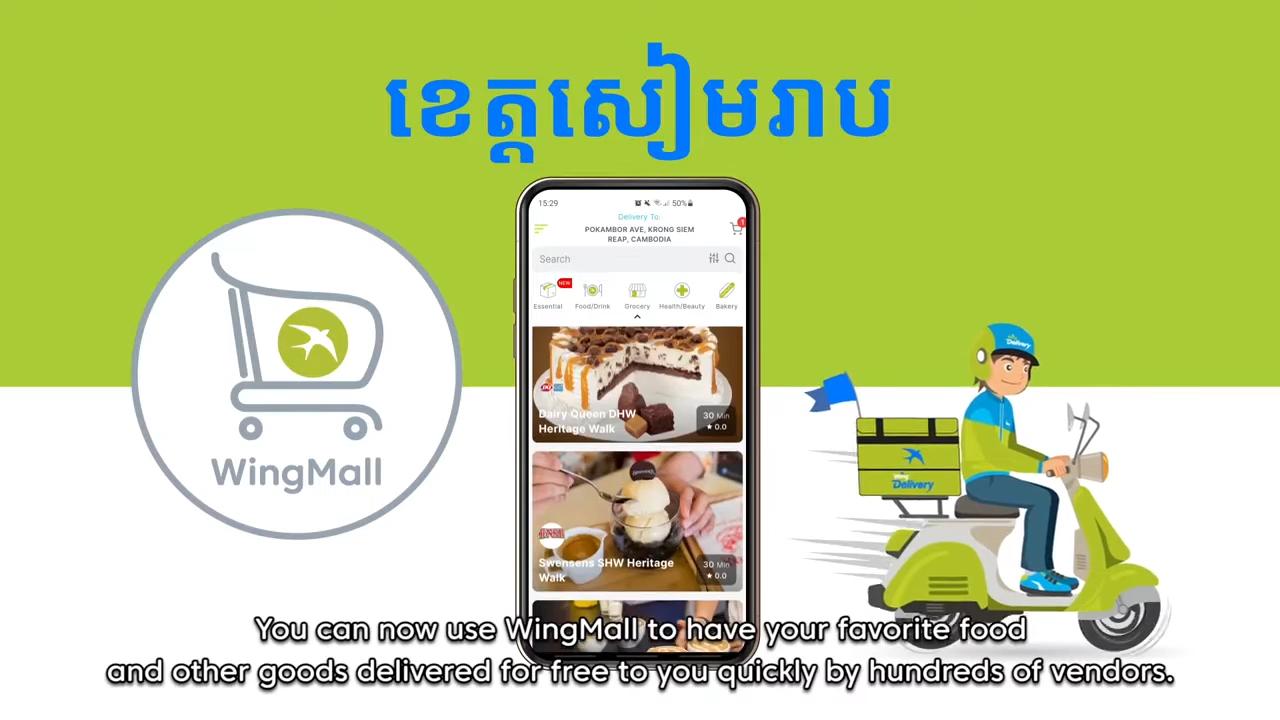 ខេត្តសៀមរាប
15:29
50%
Delivery To:
POKAMBOR AVE, KRONG SIEM
REAP, CAMBODIA
1
Search
NEW
Essential
Food/Drink
Grocery
Health/Beauty
Bakery
DQ
Dairy Queen DHW
Heritage Walk
30 Min
★ 0.0
Swensens SHW Heritage
Walk
30 Min
★ 0.0
WingMall
Delivery
Delivery
You can now use WingMall to have your favorite food
and other goods delivered for free to you quickly by hundreds of vendors.